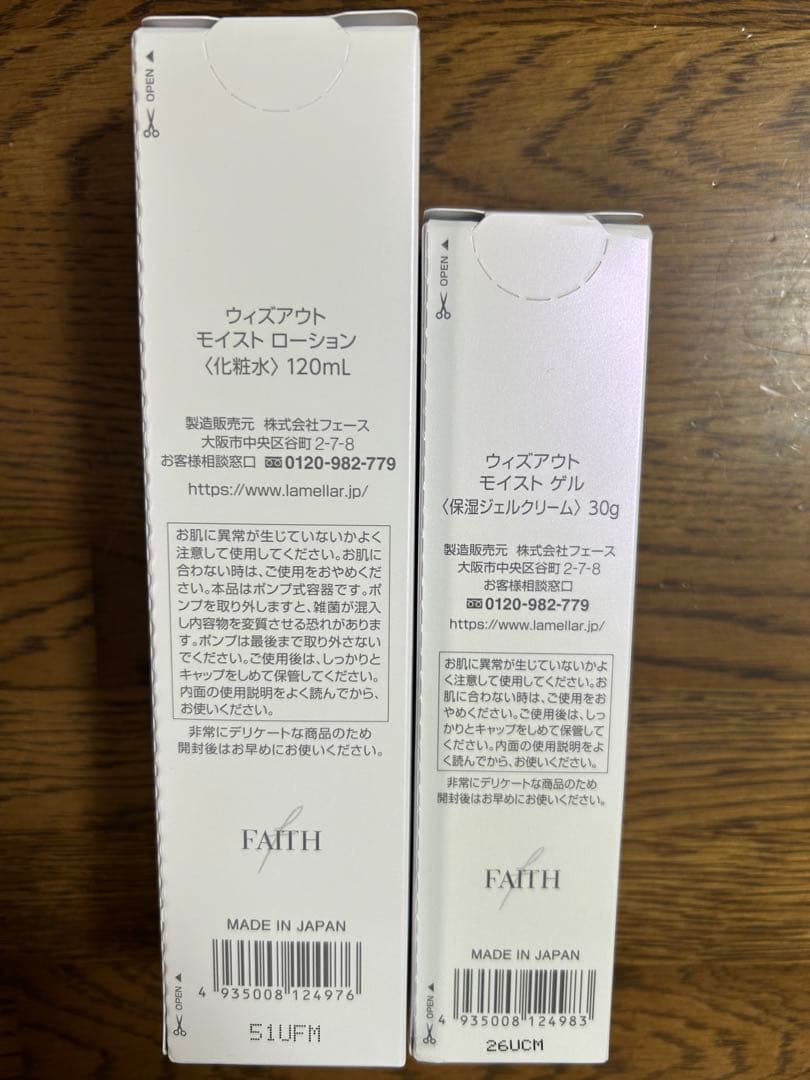 OPEN
ウィズアウト
モイスト ローション
〈化粧水〉 120mL
製造販売元 株式会社フェース
大阪市中央区谷町 2-7-8
お客様相談窓口 0120-982-779
https://www.lamellar.jp/
お肌に異常が生じていないかよく
注意して使用してください。お肌に
合わない時は、ご使用をおやめくだ
さい。本品はポンプ式容器です。ポ
ンプを取り外しますと、雑菌が混入
し内容物を変質させる恐れがありま
す。ポンプは最後まで取り外さない
でください。ご使用後は、しっかりと
キャップをしめて保管してください。
内面の使用説明をよく読んでから、
お使いください。
非常にデリケートな商品のため
開封後はお早めにお使いください。
FAITH
MADE IN JAPAN
4 935008 124976
OPEN
51UFM
OPEN
ウィズアウト
モイスト ゲル
〈保湿ジェルクリーム〉 30g
製造販売元 株式会社フェース
大阪市中央区谷町 2-7-8
お客様相談窓口
0120-982-779
https://www.lamellar.jp/
お肌に異常が生じていないかよ
く注意して使用してください。お
肌に合わない時は、ご使用をお
やめください。ご使用後は、しっ
かりとキャップをしめて保管して
ください。内面の使用説明をよ
く読んでから、お使いください。
非常にデリケートな商品のため
開封後はお早めにお使いください。
FAITH
MADE IN JAPAN
4 935008 124983
OPEN
26UCM